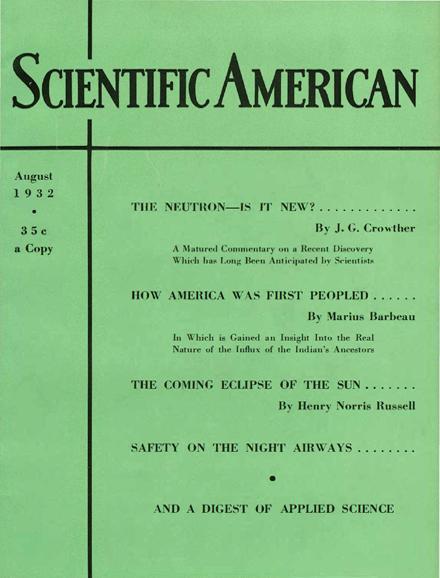 SCIENTIFIC AMERICAN
August
1932
•
35c
a Copy
THE NEUTRON—IS IT NEW? . . . . . . . . . . . . .
By J. G. Crowther
A Matured Commentary on a Recent Discovery
Which has Long Been Anticipated by Scientists
HOW AMERICA WAS FIRST PEOPLED . . . . . .
By Marius Barbeau
In Which is Gained an Insight Into the Real
Nature of the Influx of the Indian's Ancestors
THE COMING ECLIPSE OF THE SUN . . . . . . .
By Henry Norris Russell
SAFETY ON THE NIGHT AIRWAYS . . . . . . . .
•
AND A DIGEST OF APPLIED SCIENCE